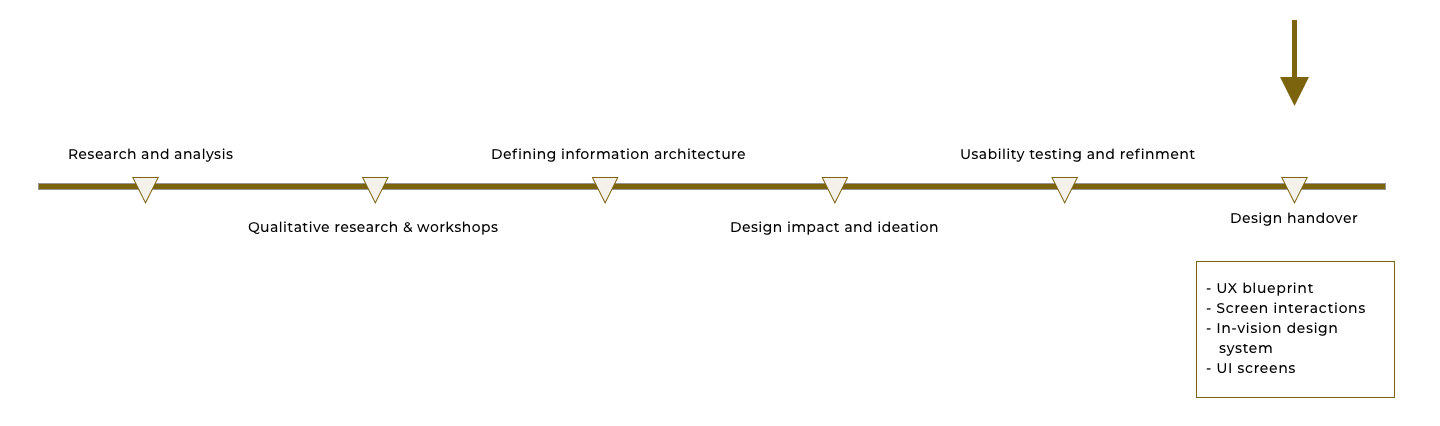 Research and analysis
Defining information architecture
Usability testing and refinment
Qualitative research & workshops
Design impact and ideation
Design handover
- UX blueprint
- Screen interactions
- In-vision design
system
- UI screens